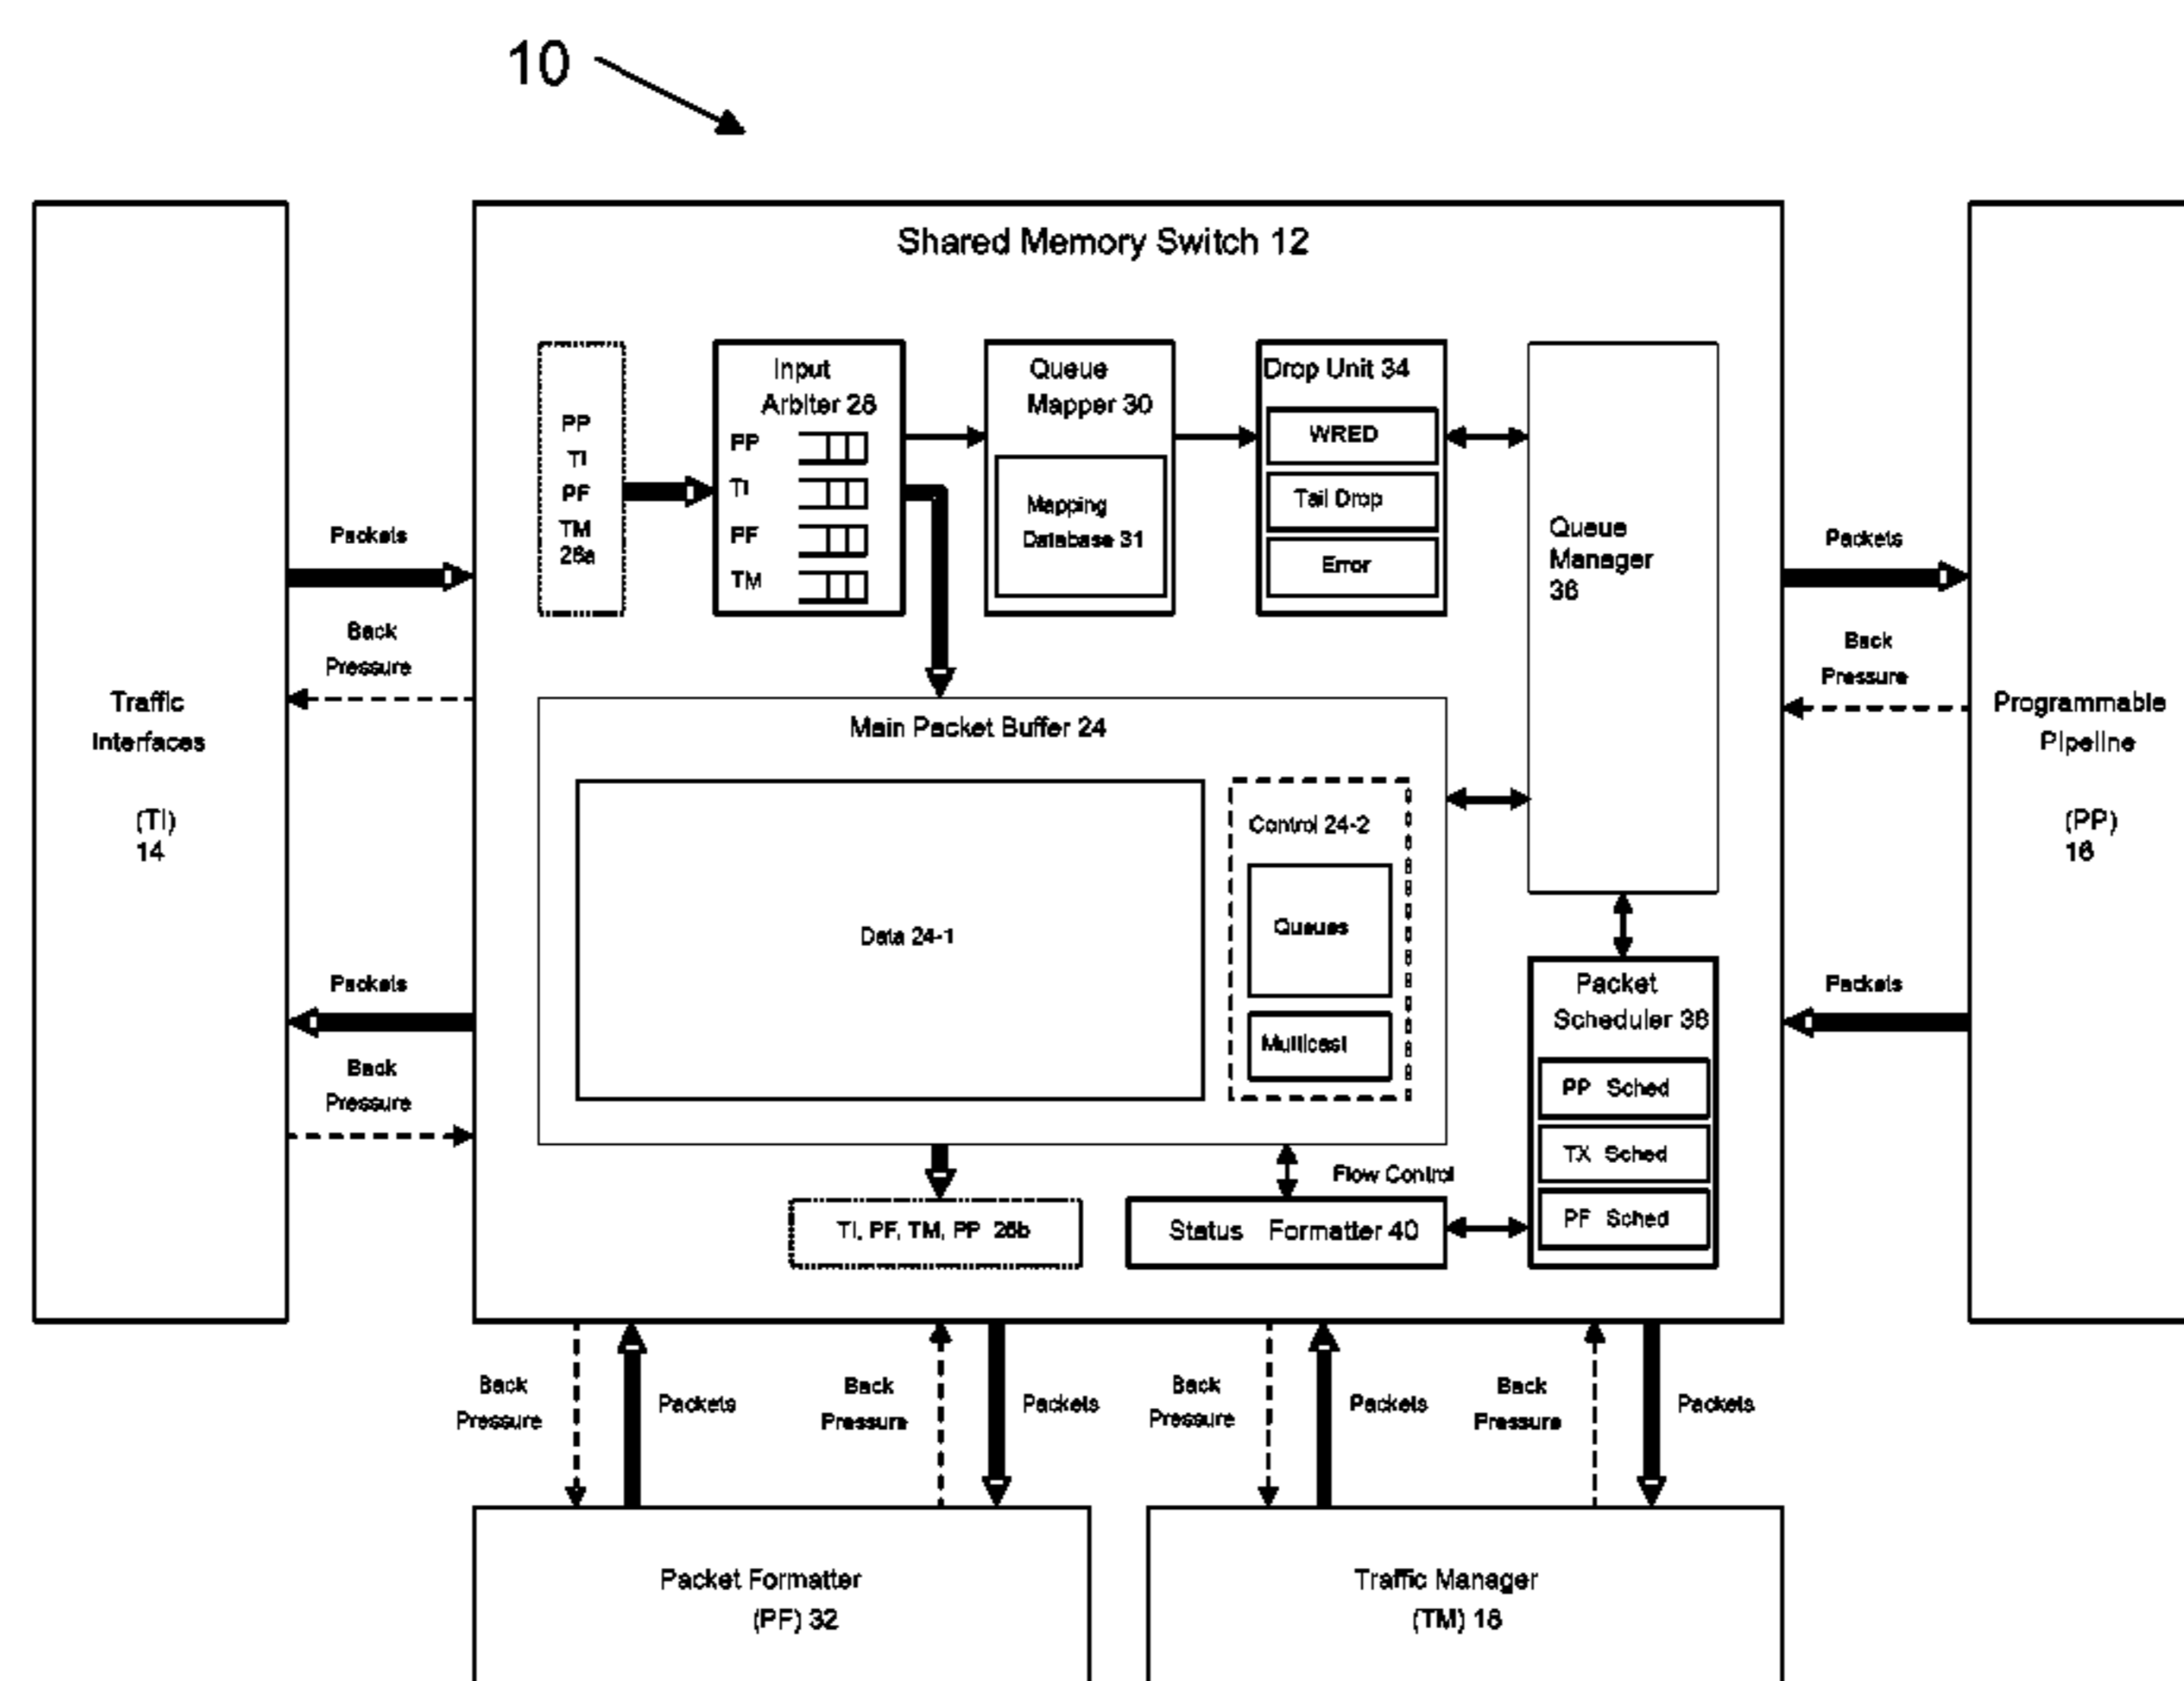 10
Shared Memory Switch 12
Traffic
Interfaces
(TI)
14
Packets
Back
Pressure
Packets
Back
Pressure
PP
TI
PF
TM
26a
Input
Arbiter 28
PP
TI
PF
TM
Queue
Mapper 30
Mapping
Database 31
Drop Unit 34
WRED
Tail Drop
Error
Queue
Manager
36
Main Packet Buffer 24
Data 24-1
Control 24-2
Queues
Multicast
Packet
Scheduler 38
PP Sched
TX Sched
PF Sched
Flow Control
TI, PF, TM, PP 26b
Status Formatter 40
Packets
Back
Pressure
Packets
Programmable
Pipeline
(PP)
16
Back
Pressure
Packets
Back
Pressure
Packets
Back
Pressure
Packets
Back
Pressure
Packets
Packet Formatter
(PF) 32
Traffic Manager
(TM) 18